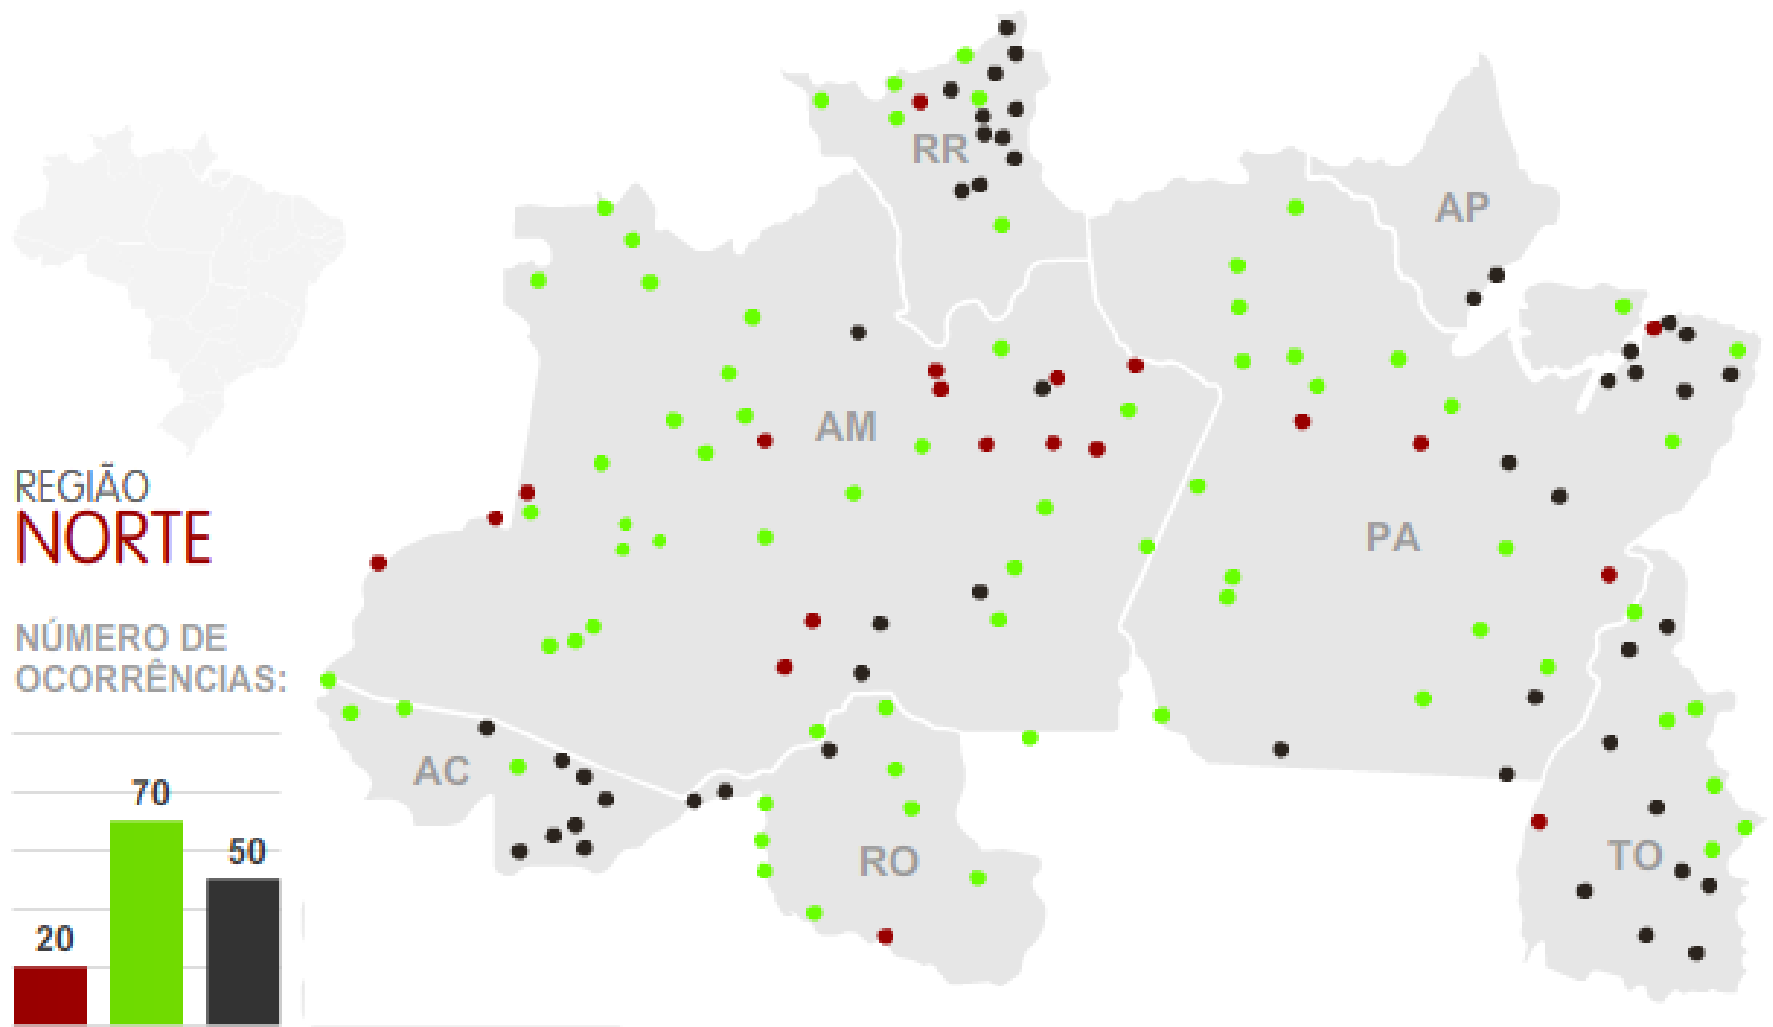 RR
AP
AM
REGIÃO
NORTE
PA
NÚMERO DE
OCORRÊNCIAS:
AC
70
50
RO
TO
20